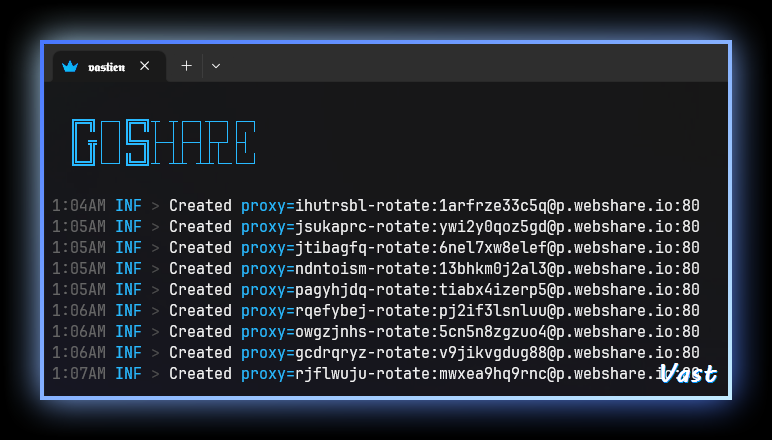 vastien
GOSHARE
1:04AM INF > Created proxy=ihutrsbl-rotate:1arfrze33c5q@p.webshare.io:80
1:05AM INF > Created proxy=jsukaprc-rotate:ywi2y0qoz5gd@p.webshare.io:80
1:05AM INF > Created proxy=jtibagfq-rotate:6nel7xw8elef@p.webshare.io:80
1:05AM INF > Created proxy=ndntoism-rotate:13bhkm0j2al3@p.webshare.io:80
1:05AM INF > Created proxy=pagyhjdq-rotate:tiabx4izerp5@p.webshare.io:80
1:06AM INF > Created proxy=rqefybej-rotate:pj2if3lsnluu@p.webshare.io:80
1:06AM INF > Created proxy=owgzjnhs-rotate:5cn5n8zgzuo4@p.webshare.io:80
1:06AM INF > Created proxy=gcdrqryz-rotate:v9jikvgdug88@p.webshare.io:80
1:07AM INF > Created proxy=rjflwuju-rotate:mwxea9hq9rnc@p.webshare.io:80
Vast